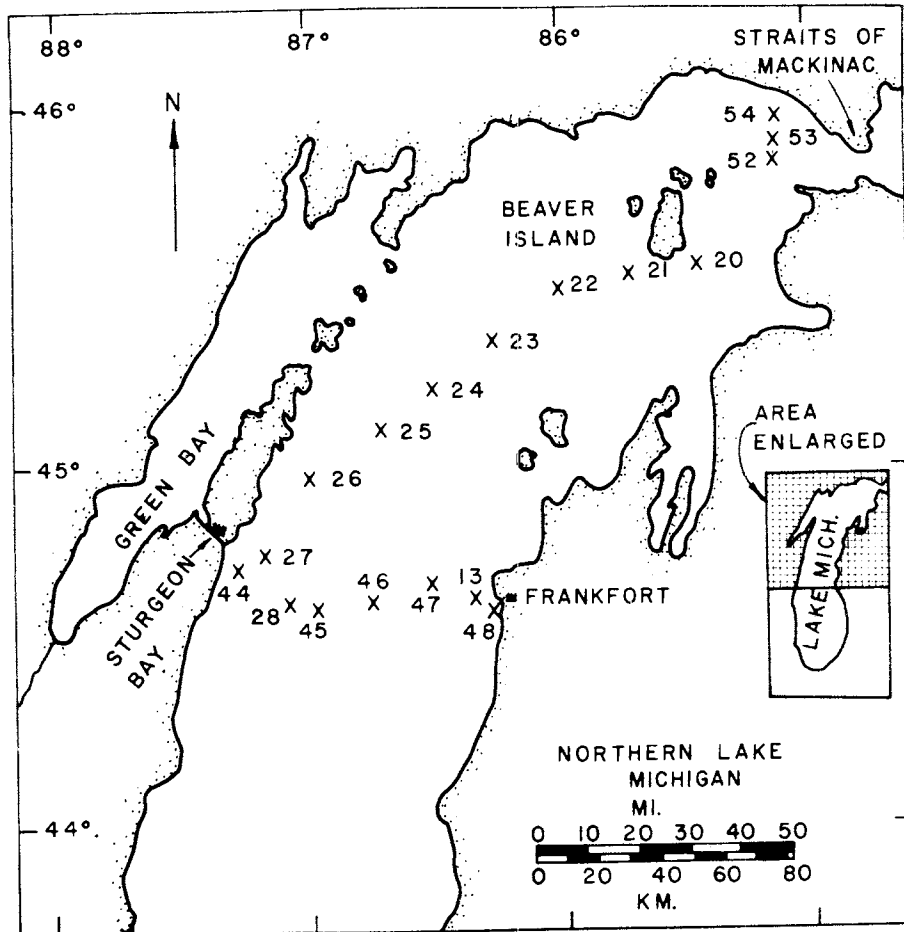 88°
87°
86°
STRAITS OF
MACKINAC
N
46°
54
53
52
BEAVER
ISLAND
20
21
22
23
24
AREA
ENLARGED
25
45°
26
GREEN BAY
LAKE MICH.
27
46
13
44
47
FRANKFORT
28
45
48
STURGEON
BAY
NORTHERN LAKE
MICHIGAN
MI.
44°
0 10 20 30 40 50
0 20 40 60 80
KM.